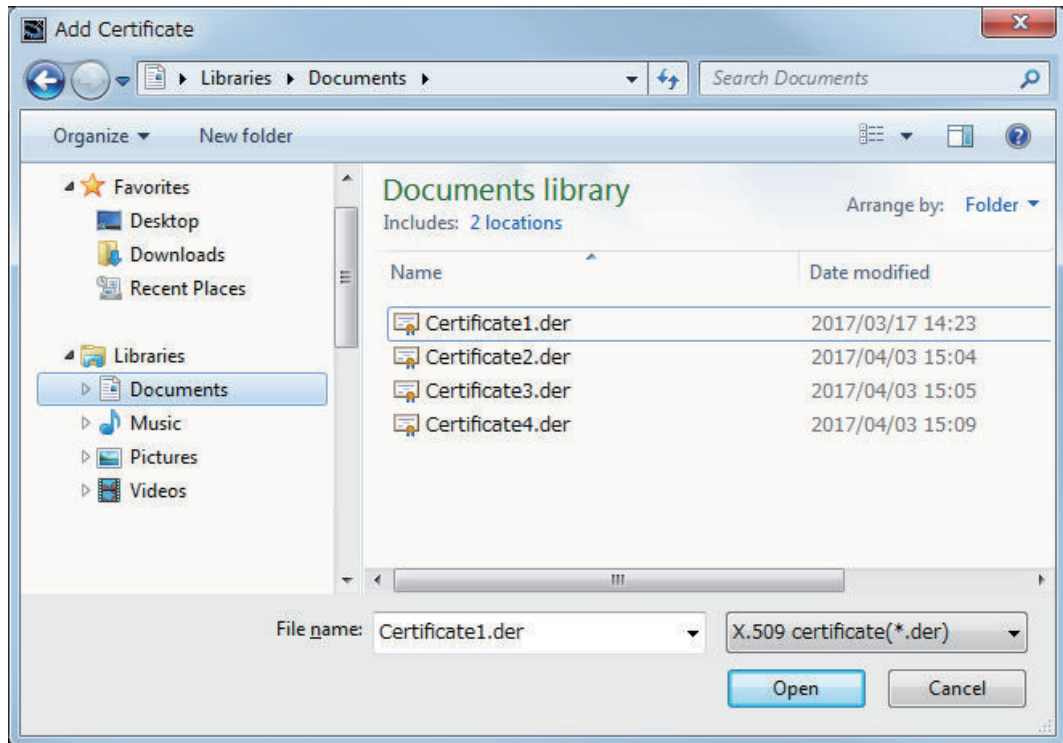 Add Certificate
Libraries Documents
Search Documents
Organize New folder
Favorites
Desktop
Downloads
Recent Places
Libraries
Documents
Music
Pictures
Videos
Documents library
Includes: 2 locations
Arrange by: Folder
Name Date modified
Certificate1.der 2017/03/17 14:23
Certificate2.der 2017/04/03 15:04
Certificate3.der 2017/04/03 15:05
Certificate4.der 2017/04/03 15:09
File name: Certificate1.der X.509 certificate(*.der)
Open Cancel